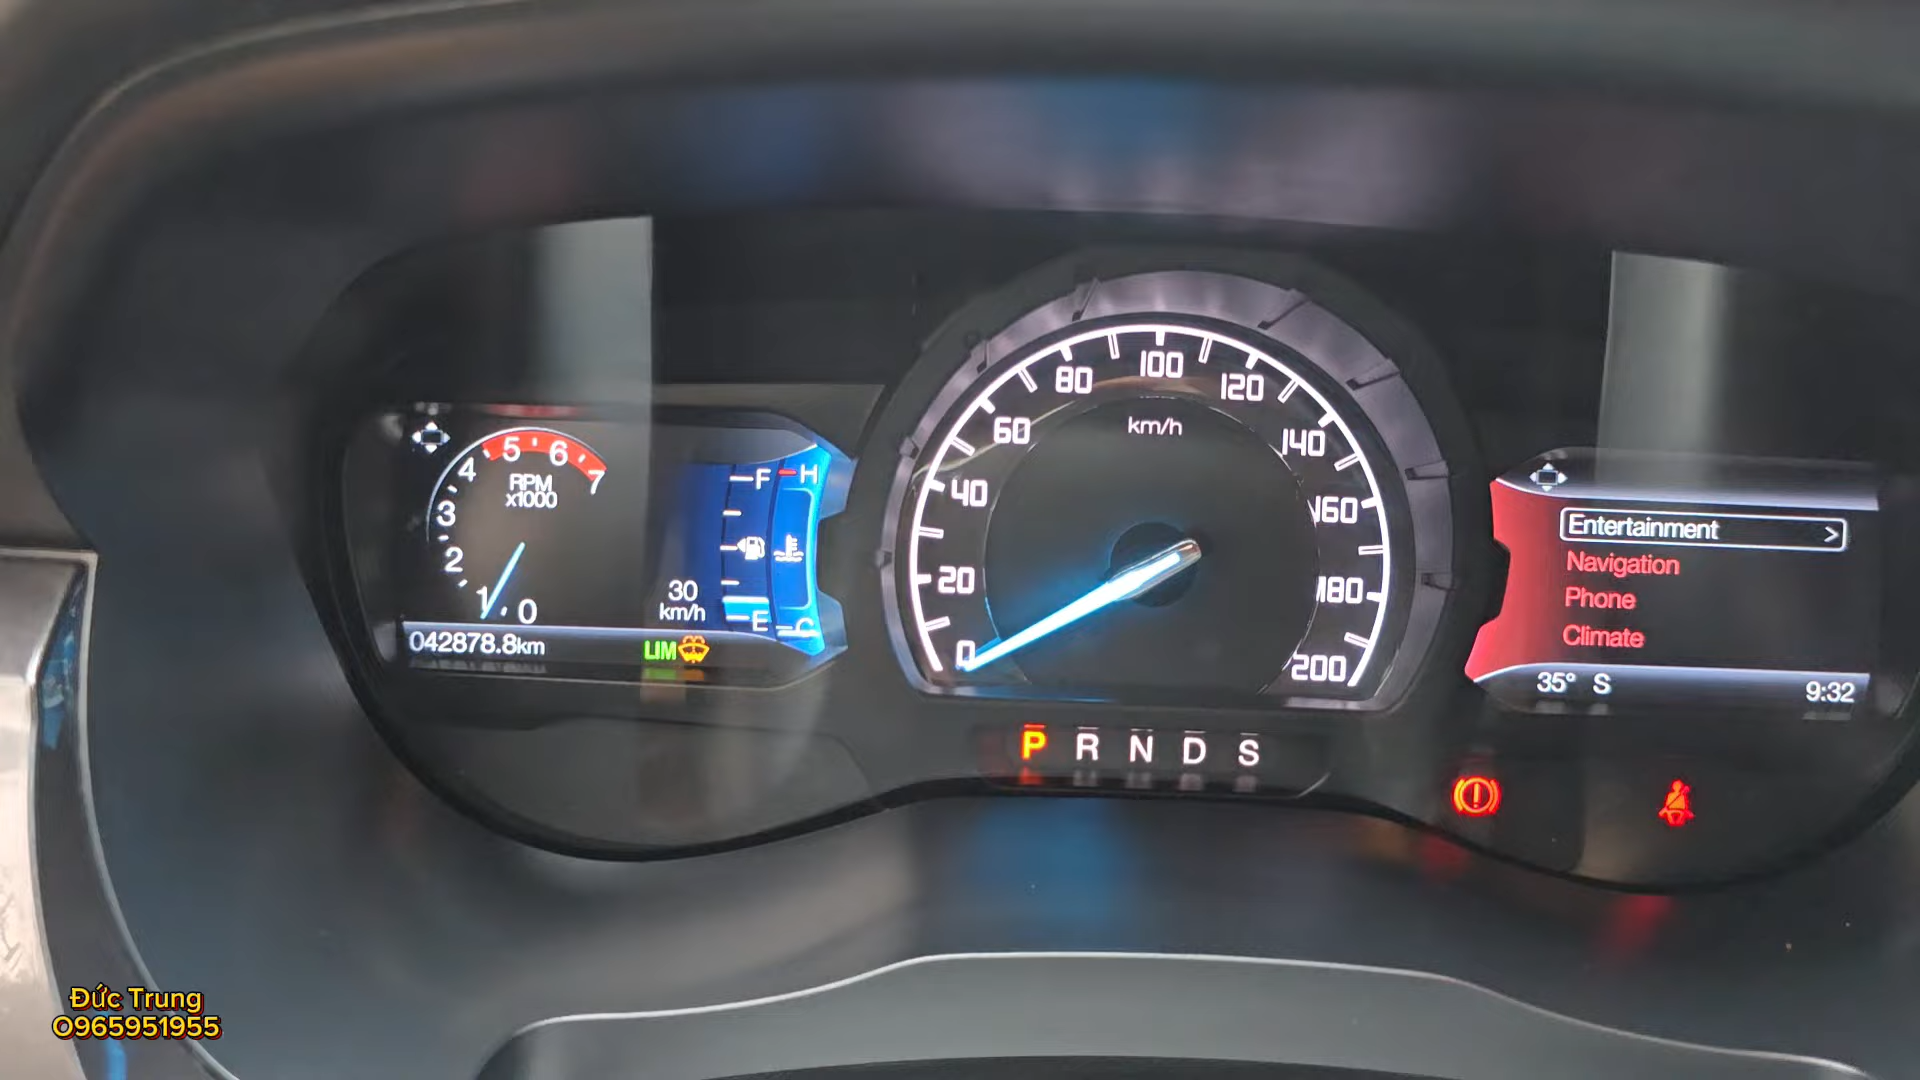 0
1
2
3
4
5
6
7
RPM
x1000
30
km/h
F
E
H
C
042878.8km
LIM
0
20
40
60
80
100
120
140
160
180
200
km/h
P R N D S
Entertainment >
Navigation
Phone
Climate
35° S 9:32
Đức Trung
0965951955